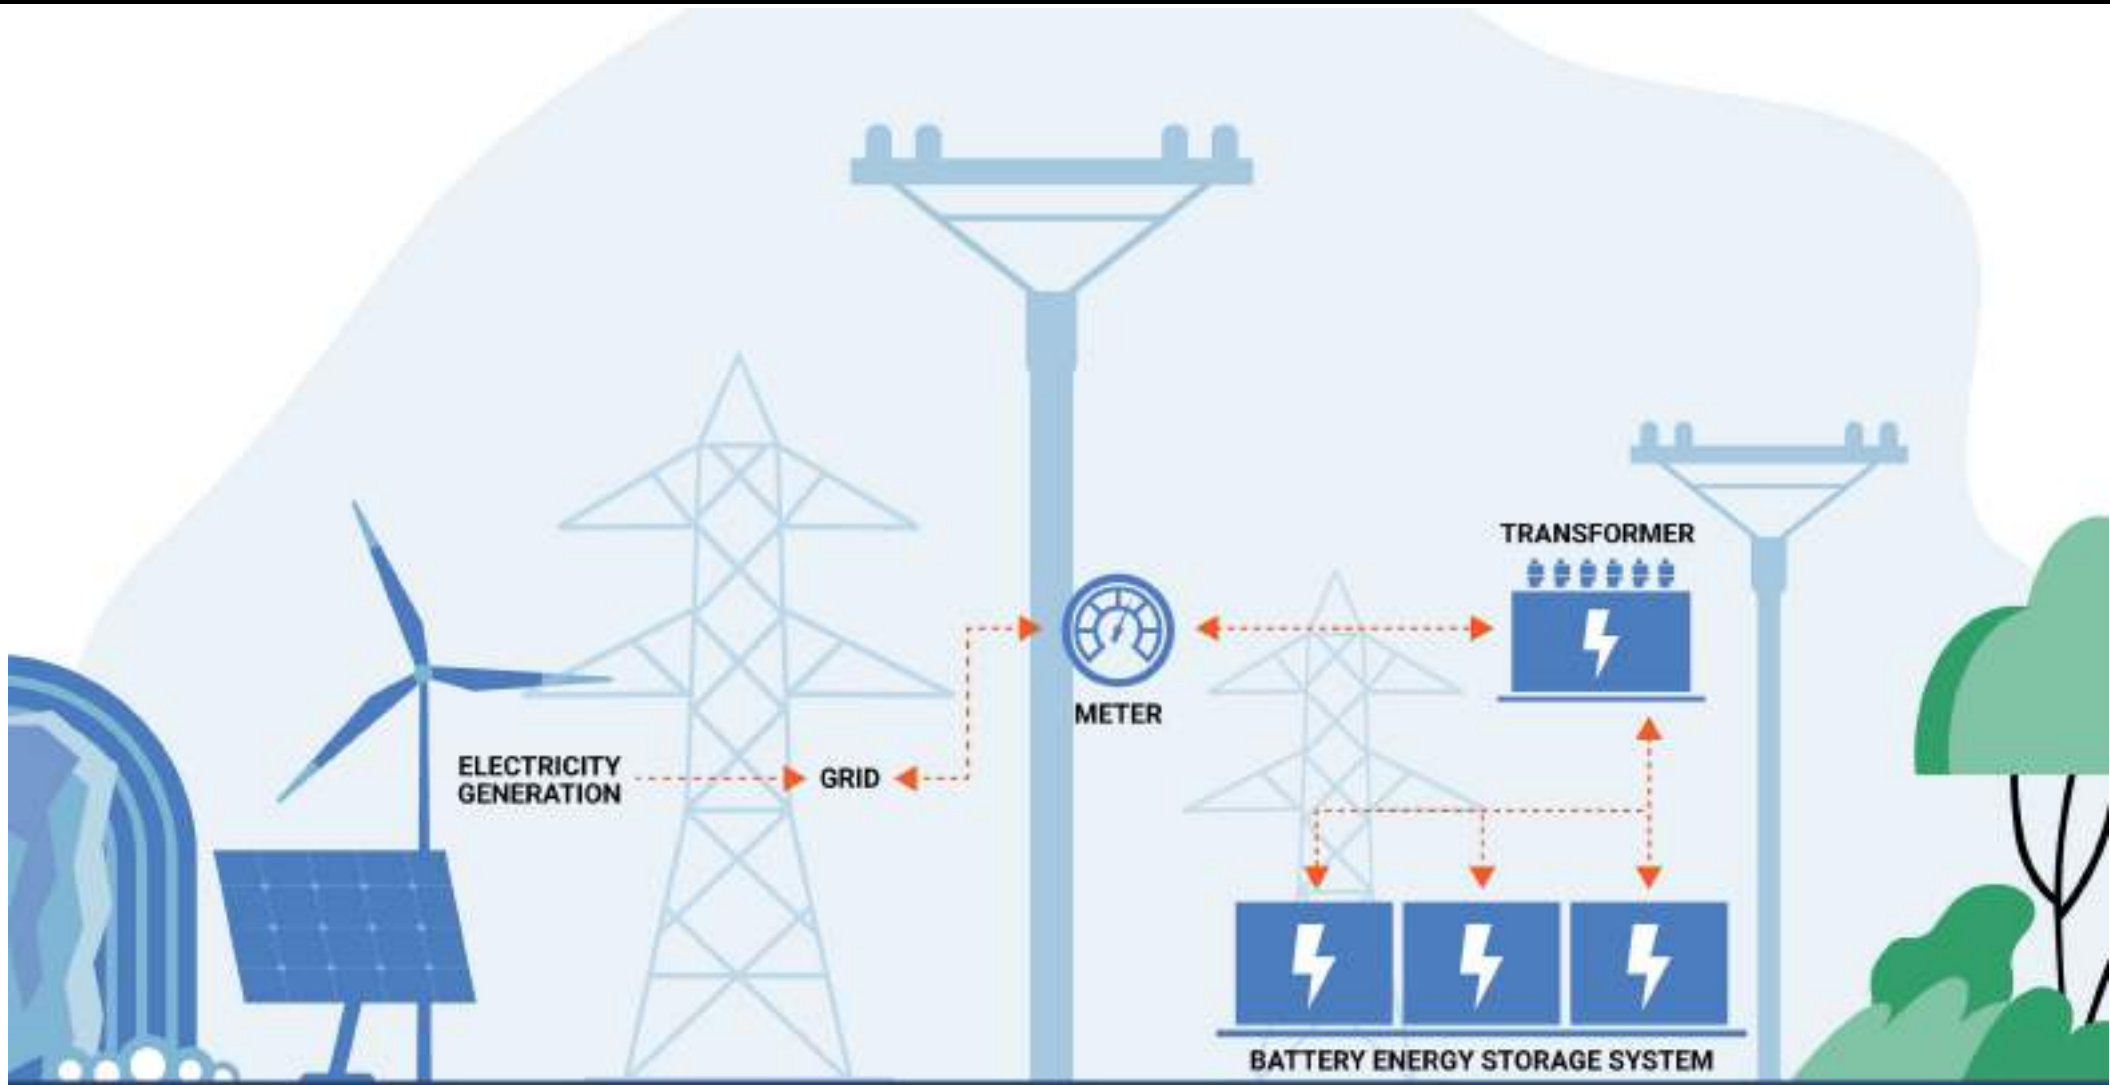 TRANSFORMER
METER
ELECTRICITY
GENERATION
GRID
BATTERY ENERGY STORAGE SYSTEM